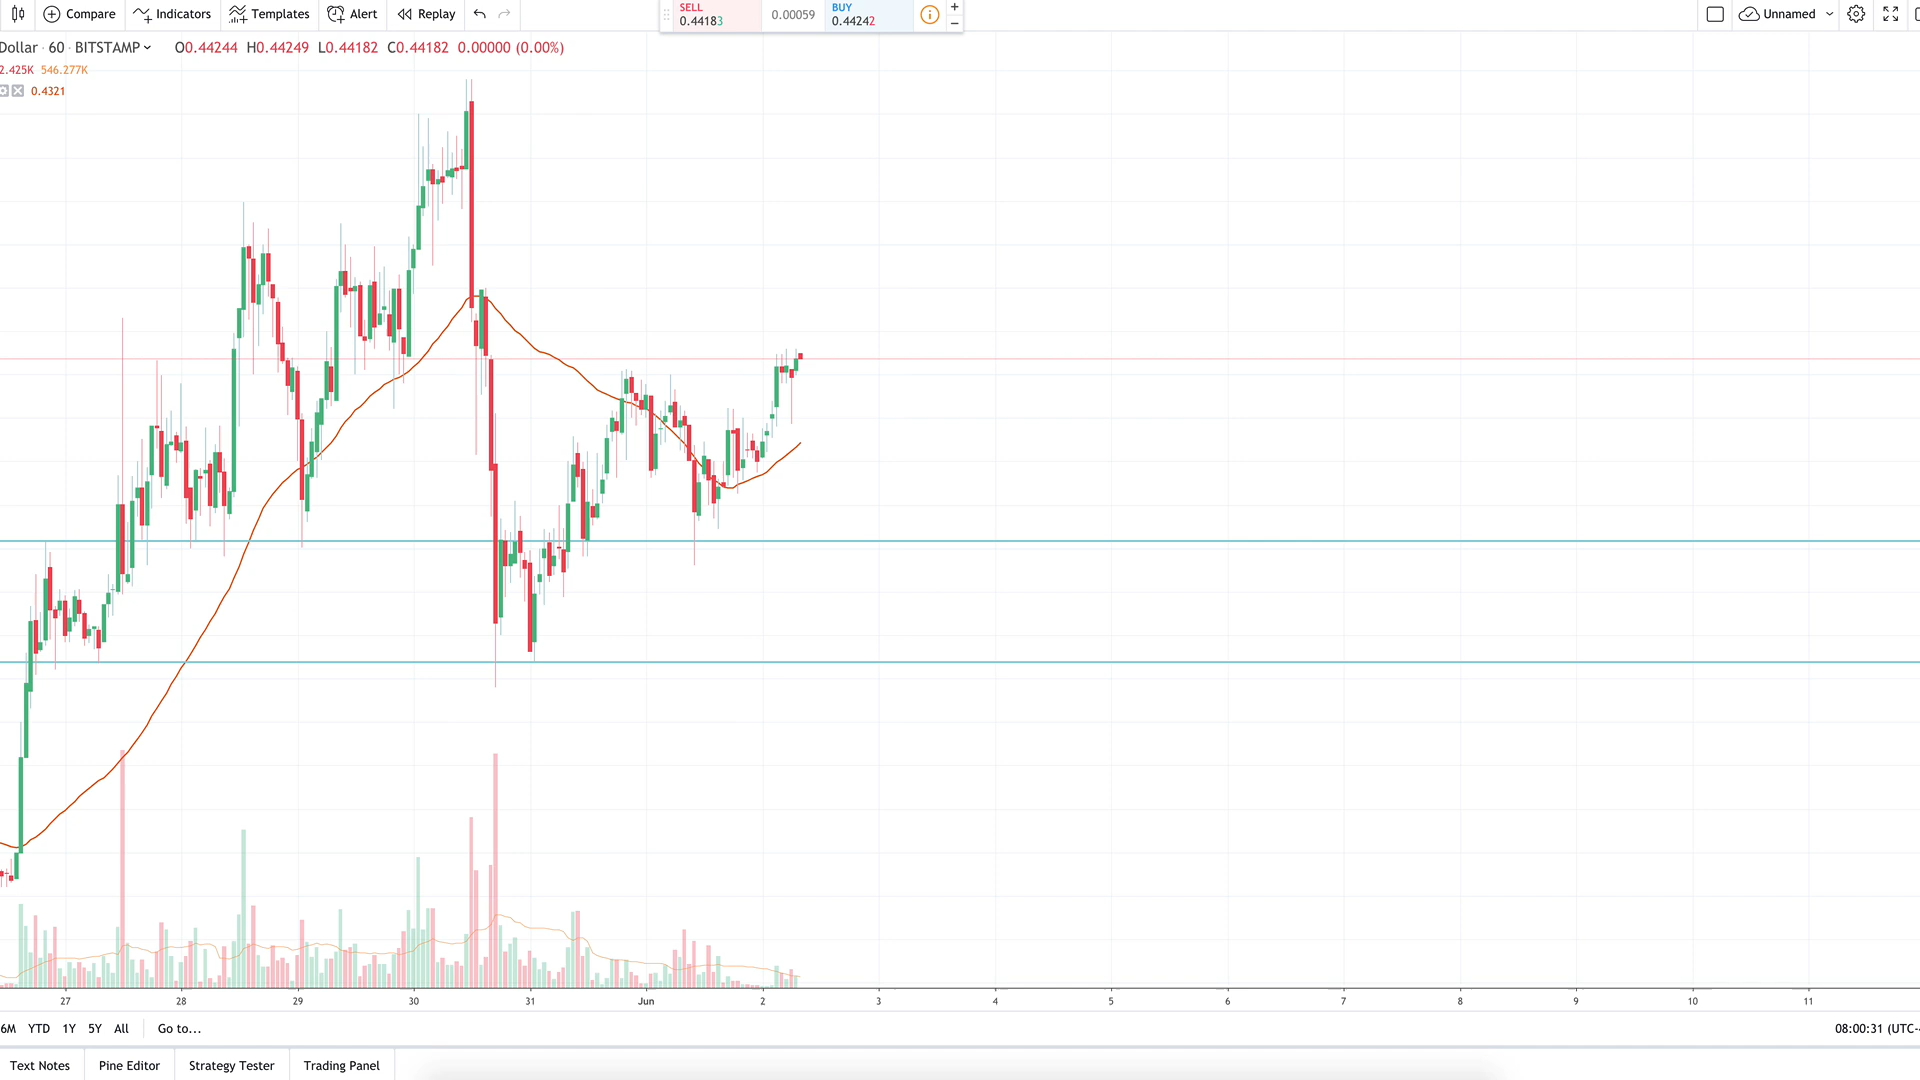 Compare Indicators Templates Alert Replay
SELL
0.44183
0.00059
BUY
0.44242
+
−
Unnamed
Dollar · 60 · BITSTAMP O0.44244 H0.44249 L0.44182 C0.44182 0.00000 (0.00%)
2.425K 546.277K
0.4321
27 28 29 30 31 Jun 2 3 4 5 6 7 8 9 10 11
6M YTD 1Y 5Y All Go to... 08:00:31 (UTC-
Text Notes Pine Editor Strategy Tester Trading Panel